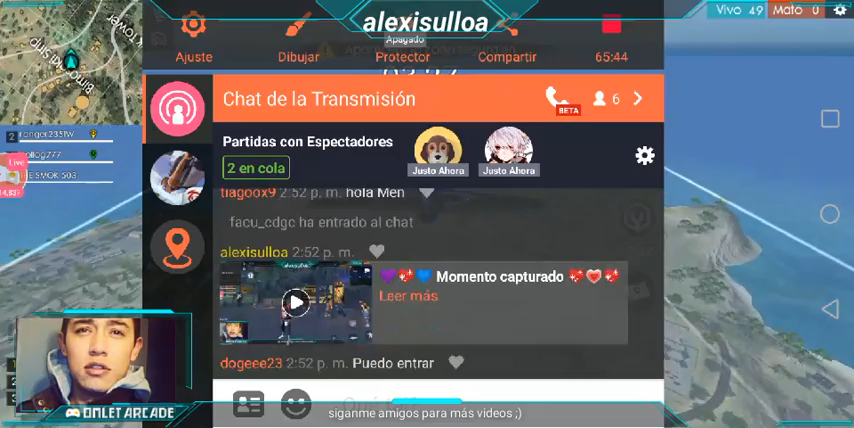 alexisulloa
Vivo 49 Mato 0
Ajuste
Dibujar
Apagado
Protector
Compartir
65:44
Chat de la Transmisión
BETA
6
Partidas con Espectadores
2 en cola
Justo Ahora
Justo Ahora
2
Live
tiagoox9 2:52 p. m. hola Men
facu_cdgc ha entrado al chat
alexisulloa 2:52 p. m.
Momento capturado
Leer más
dogeee23 2:52 p. m. Puedo entrar
OMLET ARCADE
siganme amigos para más videos ;)